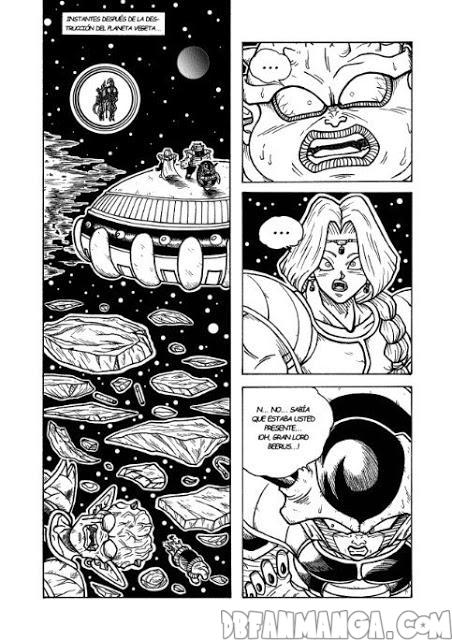 INSTANTES DESPUÉS DE LA DES-
TRUCCIÓN DEL PLANETA VEGETA...
...
...
N... NO... SABÍA
QUE ESTABA USTED
PRESENTE...
¡OH, GRAN LORD
BEERUS...!
DBFANMANGA.COM